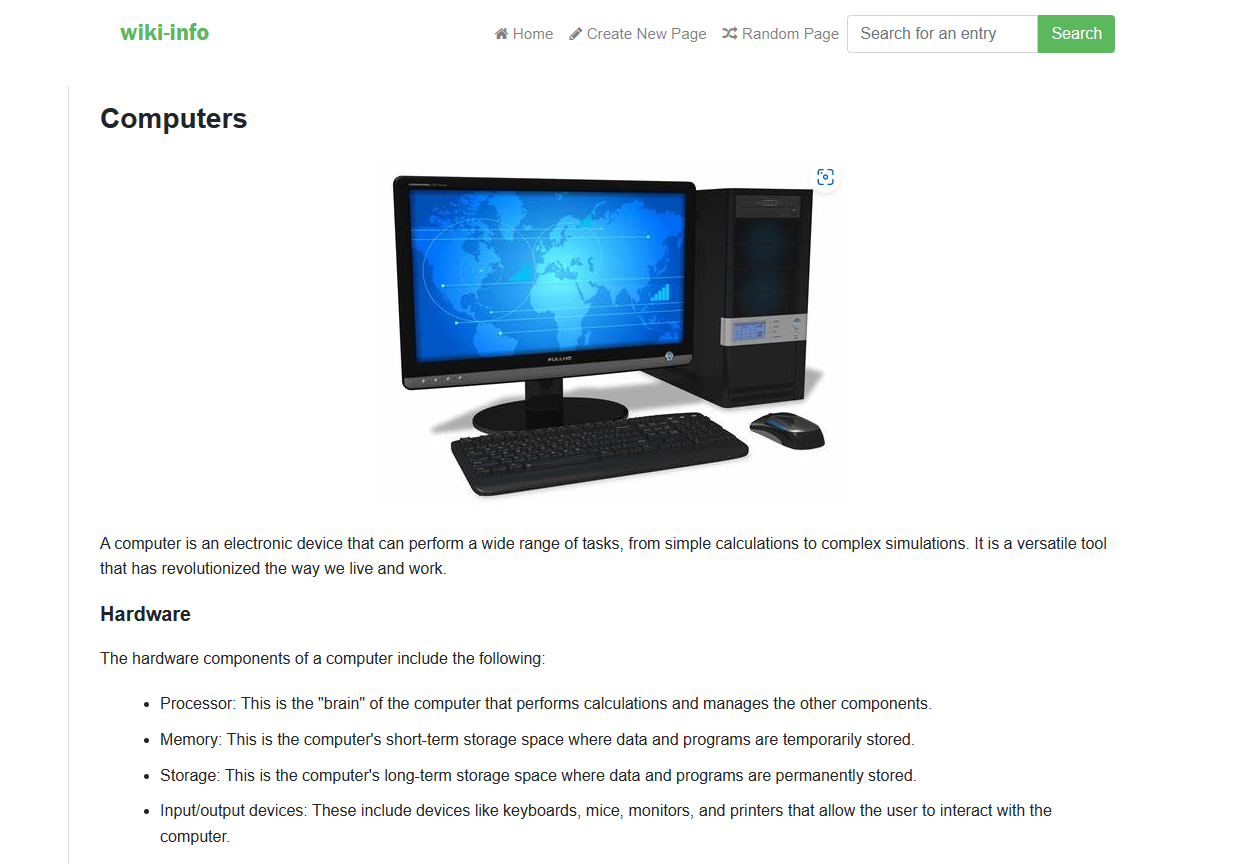 wiki-info
Home
Create New Page
Random Page
Search for an entry
Search
Computers
FULLHD
A computer is an electronic device that can perform a wide range of tasks, from simple calculations to complex simulations. It is a versatile tool
that has revolutionized the way we live and work.
Hardware
The hardware components of a computer include the following:
• Processor: This is the "brain" of the computer that performs calculations and manages the other components.
• Memory: This is the computer's short-term storage space where data and programs are temporarily stored.
• Storage: This is the computer's long-term storage space where data and programs are permanently stored.
• Input/output devices: These include devices like keyboards, mice, monitors, and printers that allow the user to interact with the
computer.